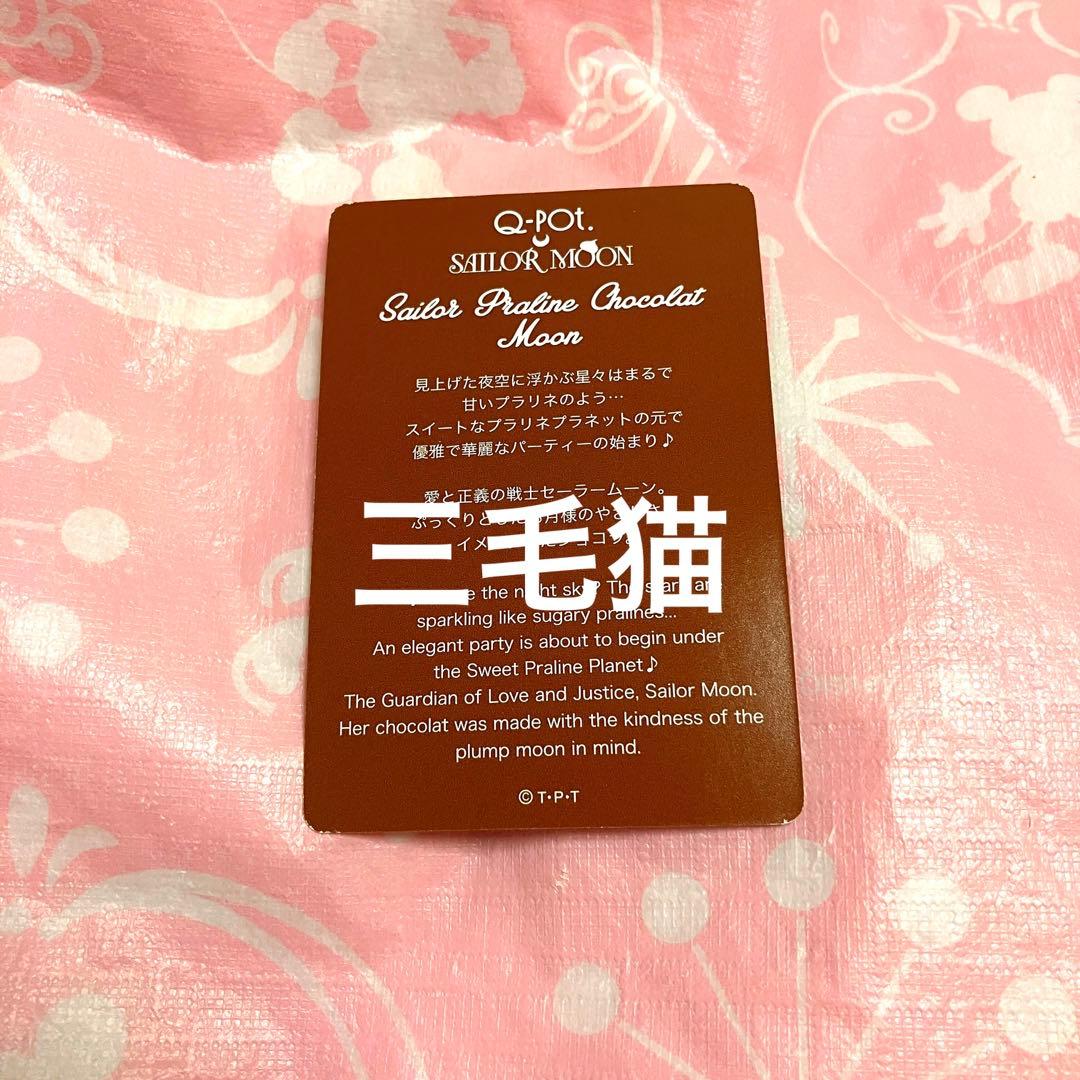 Q-POt.
SAILOR MOON
Sailor Praline Chocolat
Moon
見上げた夜空に浮かぶ星々はまるで
甘いプラリネのよう…
スイートなプラリネプラネットの元で
優雅で華麗なパーティーの始まり♪
愛と正義の戦士セーラームーン。
三毛猫
the night sky? The stars are
sparkling like sugary pralines...
An elegant party is about to begin under
the Sweet Praline Planet♪
The Guardian of Love and Justice, Sailor Moon.
Her chocolat was made with the kindness of the
plump moon in mind.
© T・P・T